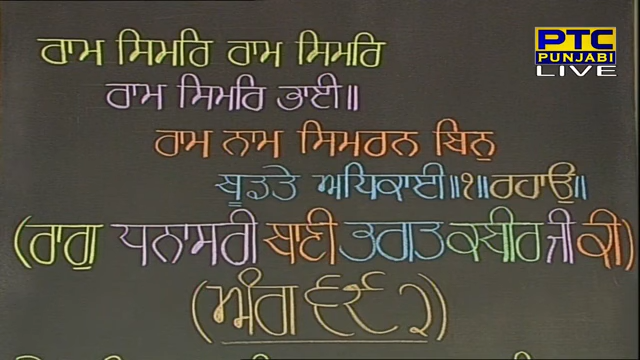 ਰਾਮ ਸਿਮਰਿ ਰਾਮ ਸਿਮਰਿ
ਰਾਮ ਸਿਮਰਿ ਭਾਈ॥
ਰਾਮ ਨਾਮ ਸਿਮਰਨ ਬਿਨੁ
ਬੂਡਤੇ ਅਧਿਕਾਈ॥੧॥ਰਹਾਉ॥
(ਰਾਗੁ ਧਨਾਸਰੀ ਬਾਣੀ ਭਗਤ ਕਬੀਰ ਜੀ ਕੀ)
(ਅੰਗ ੬੯੨)
PTC
PUNJABI
LIVE